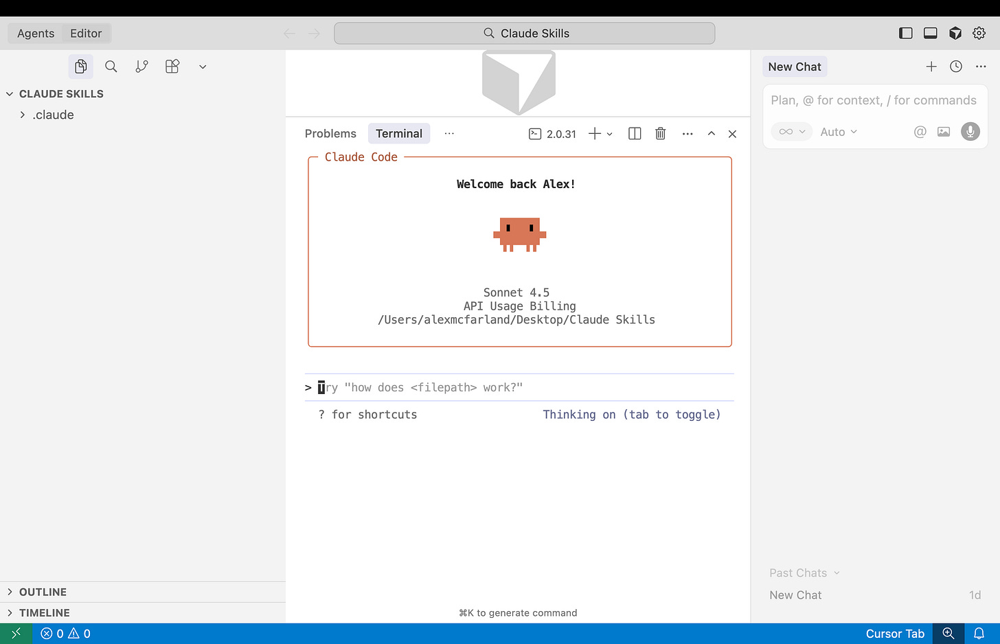 Agents Editor
Claude Skills
CLAUDE SKILLS
.claude
OUTLINE
TIMELINE
Problems Terminal
2.0.31
Claude Code
Welcome back Alex!
Sonnet 4.5
API Usage Billing
/Users/alexmcfarland/Desktop/Claude Skills
> Try "how does <filepath> work?"
? for shortcuts Thinking on (tab to toggle)
⌘K to generate command
New Chat
Plan, @ for context, / for commands
Auto
Past Chats
New Chat 1d
0 0
Cursor Tab